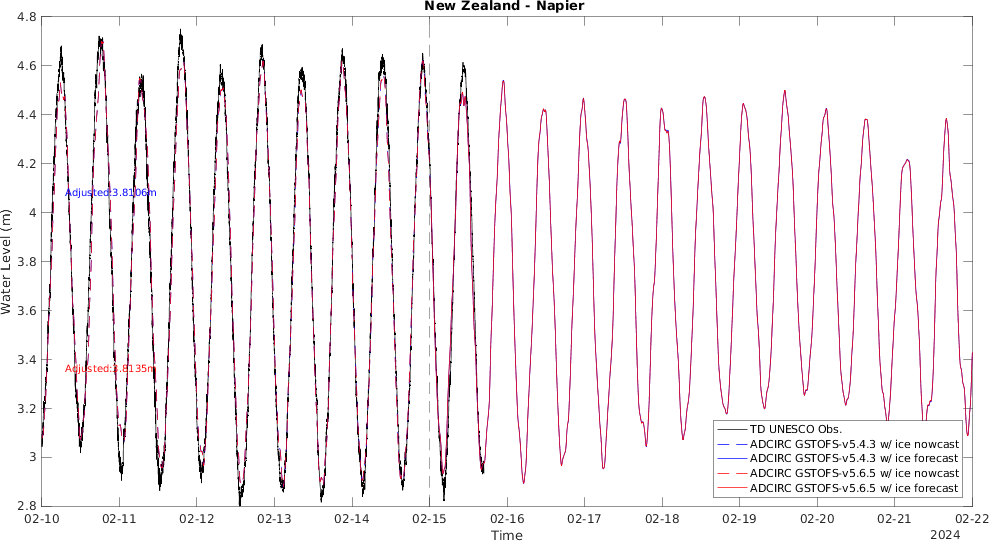 New Zealand - Napier
4.8
4.6
4.4
4.2
4
3.8
3.6
3.4
3.2
3
2.8
Water Level (m)
Adjusted:3.8106m
Adjusted:3.8135m
TD UNESCO Obs.
ADCIRC GSTOFS-v5.4.3 w/ ice nowcast
ADCIRC GSTOFS-v5.4.3 w/ ice forecast
ADCIRC GSTOFS-v5.6.5 w/ ice nowcast
ADCIRC GSTOFS-v5.6.5 w/ ice forecast
02-10 02-11 02-12 02-13 02-14 02-15 02-16 02-17 02-18 02-19 02-20 02-21 02-22
Time
2024